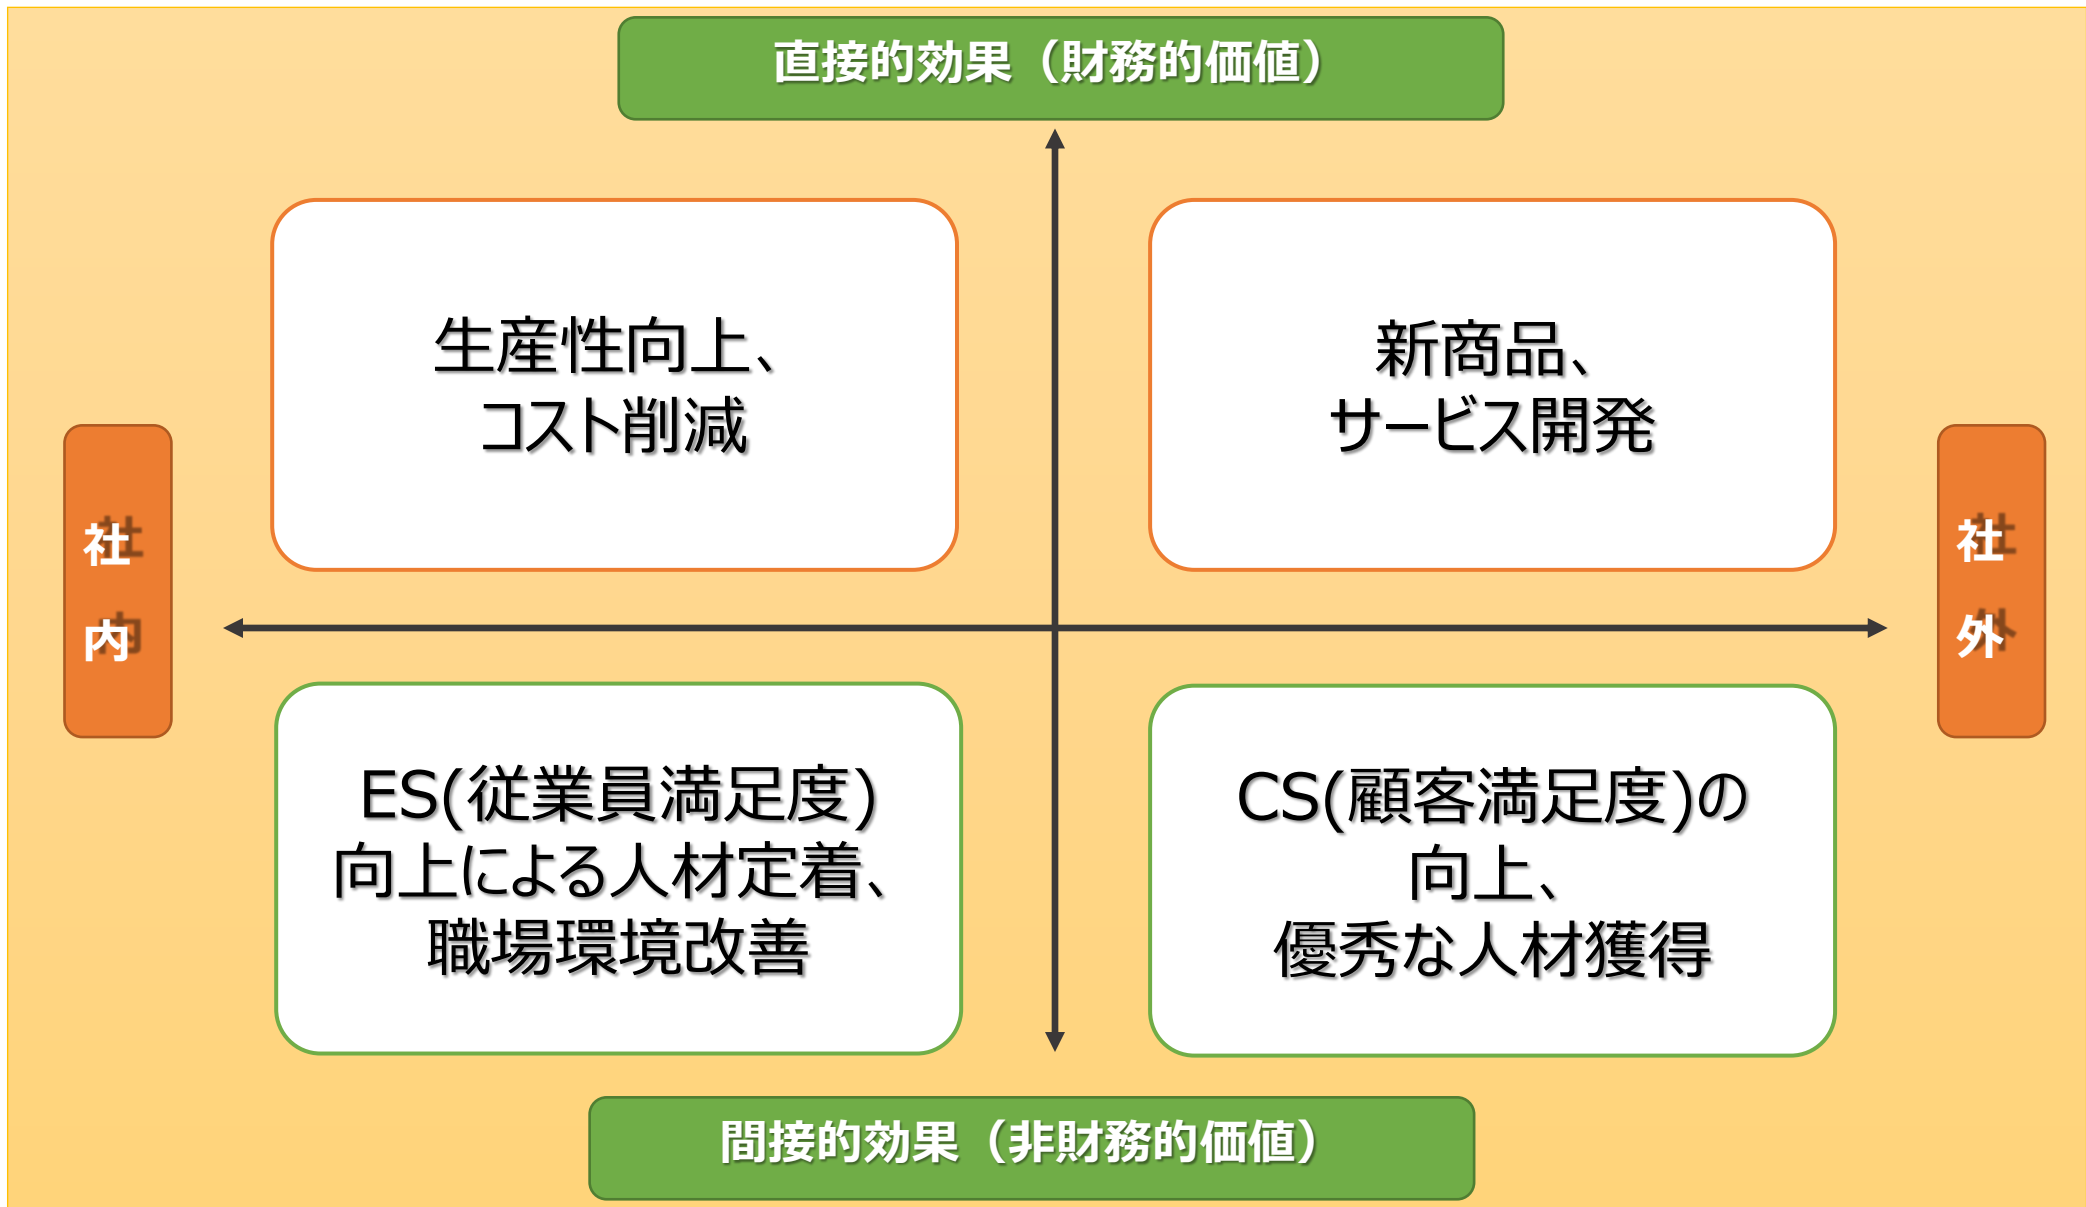 直接的効果（財務的価値）
生産性向上、
コスト削減
新商品、
サービス開発
社
内
社
外
ES(従業員満足度)
向上による人材定着、
職場環境改善
CS(顧客満足度)の
向上、
優秀な人材獲得
間接的効果（非財務的価値）